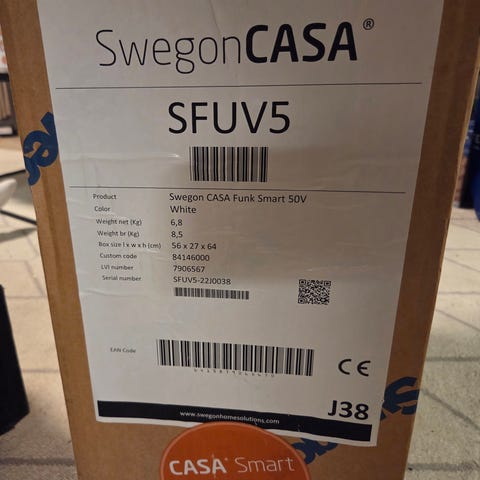 SwegonCASA®
SFUV5
Product Swegon CASA Funk Smart 50V
Color White
Weight net (Kg) 6,8
Weight br (Kg) 8,5
Box size l x w x h (cm) 56 x 27 x 64
Custom code 84146000
LVI number 7906567
Serial number SFUV5-22J0038
EAN Code
CE
J38
www.swegonhomesolutions.com
CASA® Smart